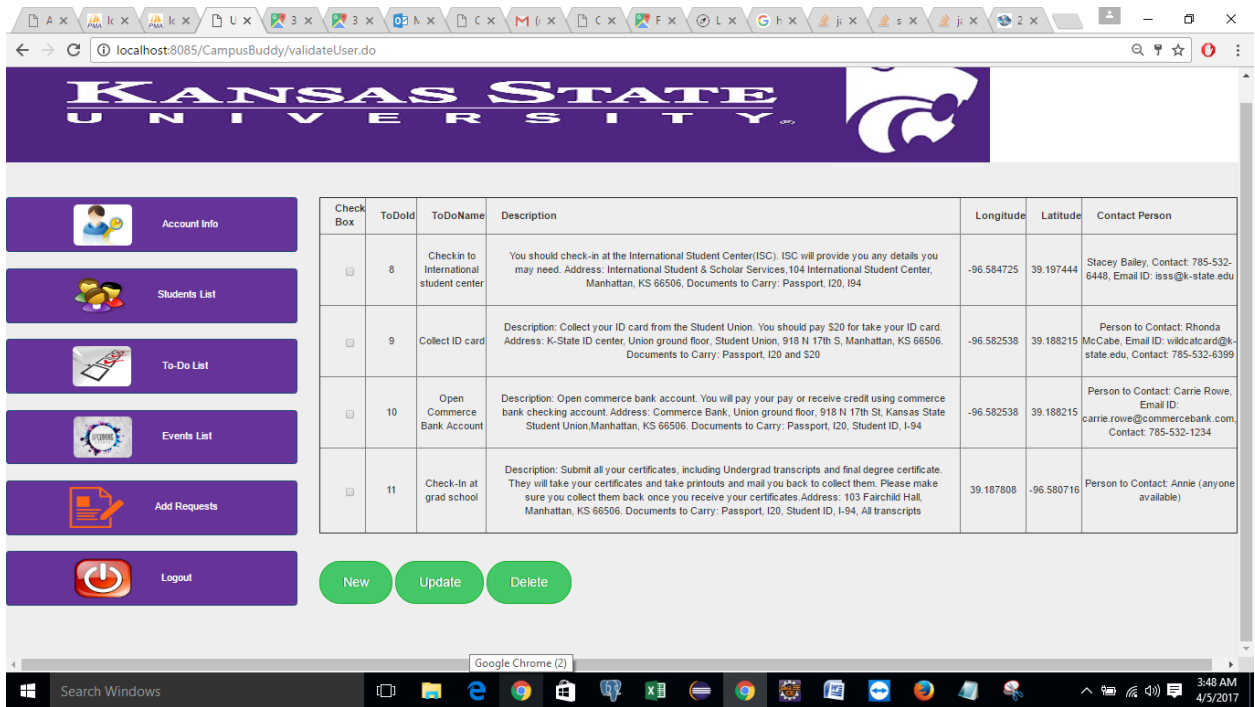 localhost:8085/CampusBuddy/validateUser.do
KANSAS STATE
UNIVERSITY
Account Info
Students List
To-Do List
Events List
Add Requests
Logout
Check Box ToDoId ToDoName Description Longitude Latitude Contact Person
8
Checkin to
International
student center
You should check-in at the International Student Center(ISC). ISC will provide you any details you
may need. Address: International Student & Scholar Services,104 International Student Center,
Manhattan, KS 66506, Documents to Carry: Passport, I20, I94
-96.584725
39.197444
Stacey Bailey, Contact: 785-532-
6448, Email ID: isss@k-state.edu
9
Collect ID card
Description: Collect your ID card from the Student Union. You should pay $20 for take your ID card.
Address: K-State ID center, Union ground floor, Student Union, 918 N 17th S, Manhattan, KS 66506.
Documents to Carry: Passport, I20 and $20
-96.582538
39.188215
Person to Contact: Rhonda
McCabe, Email ID: wildcatcard@k-
state.edu, Contact: 785-532-6399
10
Open
Commerce
Bank Account
Description: Open commerce bank account. You will pay your pay or receive credit using commerce
bank checking account. Address: Commerce Bank, Union ground floor, 918 N 17th St, Kansas State
Student Union,Manhattan, KS 66506. Documents to Carry: Passport, I20, Student ID, I-94
-96.582538
39.188215
Person to Contact: Carrie Rowe,
Email ID:
carrie.rowe@commercebank.com,
Contact: 785-532-1234
11
Check-In at
grad school
Description: Submit all your certificates, including Undergrad transcripts and final degree certificate.
They will take your certificates and take printouts and mail you back to collect them. Please make
sure you collect them back once you receive your certificates.Address: 103 Fairchild Hall,
Manhattan, KS 66506. Documents to Carry: Passport, I20, Student ID, I-94, All transcripts
39.187808
-96.580716
Person to Contact: Annie (anyone
available)
New Update Delete
Google Chrome (2)
Search Windows
3:48 AM
4/5/2017